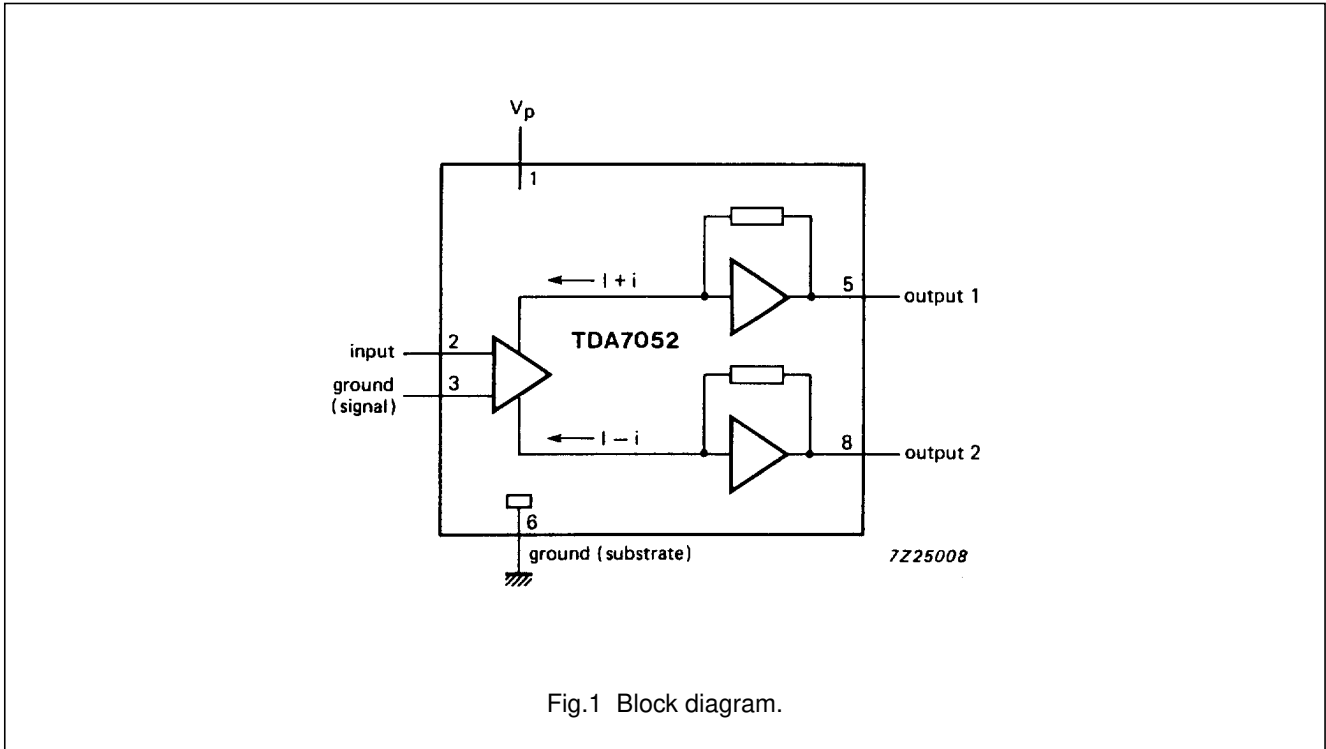 Vp
1
I + i
5
output 1
TDA7052
input
2
ground
(signal)
3
I – i
8
output 2
6
ground (substrate)
7Z25008
Fig.1 Block diagram.